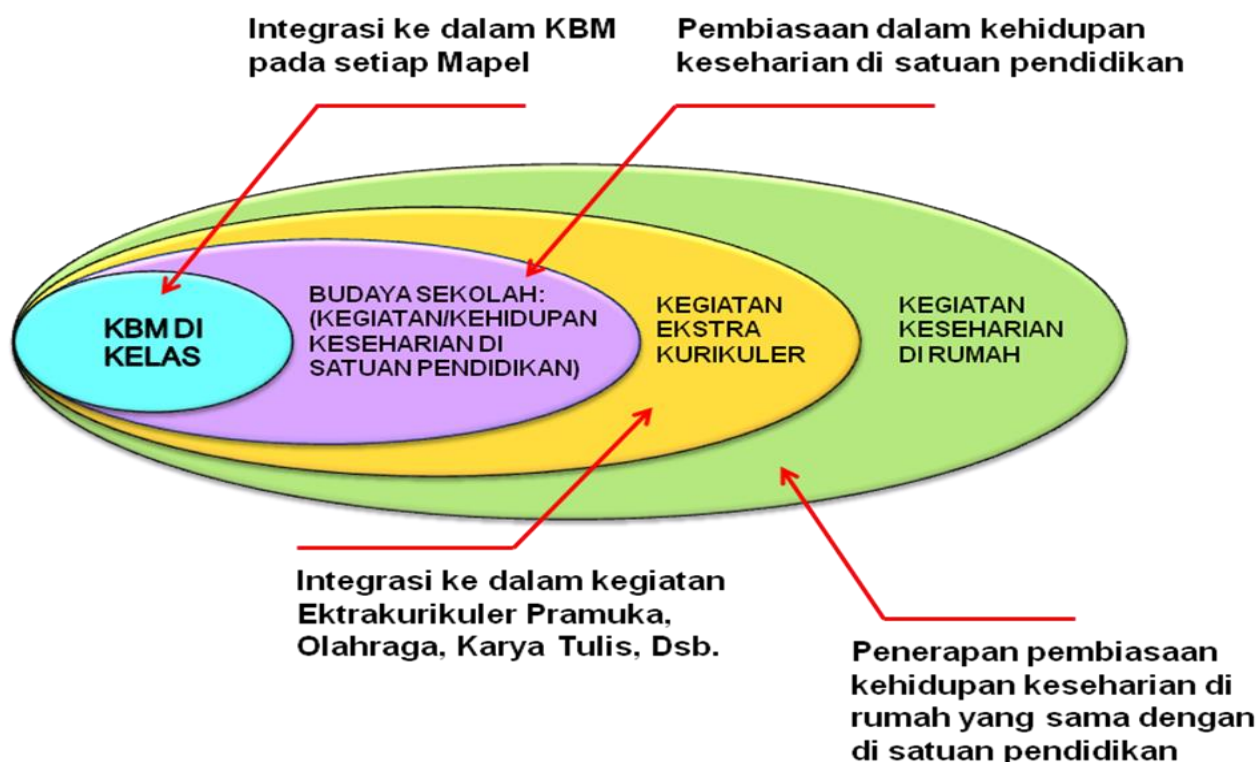 Integrasi ke dalam KBM
pada setiap Mapel
Pembiasaan dalam kehidupan
keseharian di satuan pendidikan
KBM DI
KELAS
BUDAYA SEKOLAH:
(KEGIATAN/KEHIDUPAN
KESEHARIAN DI
SATUAN PENDIDIKAN)
KEGIATAN
EKSTRA
KURIKULER
KEGIATAN
KESEHARIAN
DI RUMAH
Integrasi ke dalam kegiatan
Ektrakurikuler Pramuka,
Olahraga, Karya Tulis, Dsb.
Penerapan pembiasaan
kehidupan keseharian di
rumah yang sama dengan
di satuan pendidikan